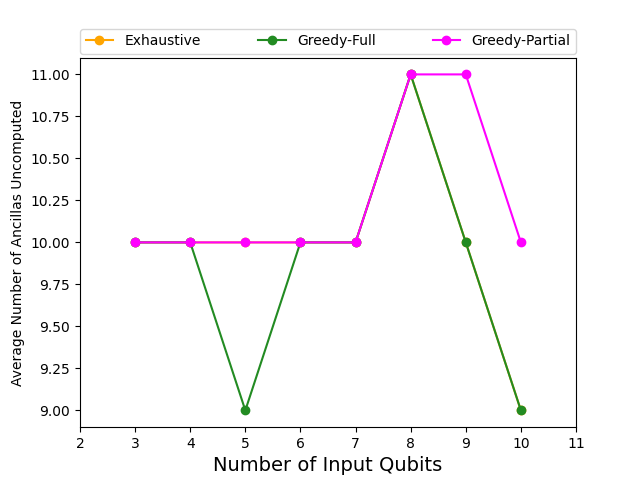 Exhaustive Greedy-Full Greedy-Partial
Average Number of Ancillas Uncomputed
11.00
10.75
10.50
10.25
10.00
9.75
9.50
9.25
9.00
2 3 4 5 6 7 8 9 10 11
Number of Input Qubits